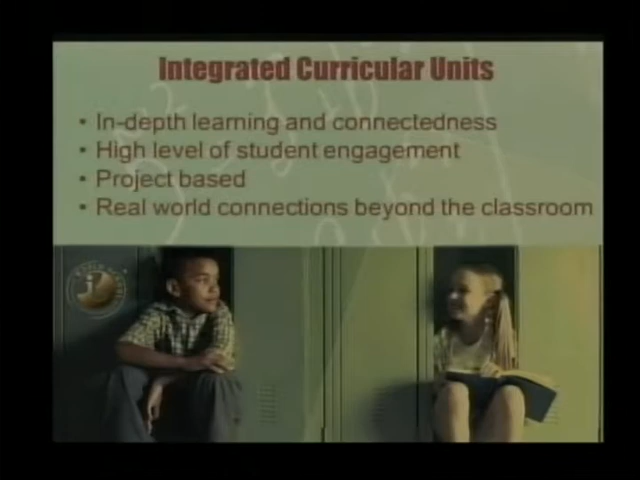 Integrated Curricular Units
• In-depth learning and connectedness
• High level of student engagement
• Project based
• Real world connections beyond the classroom